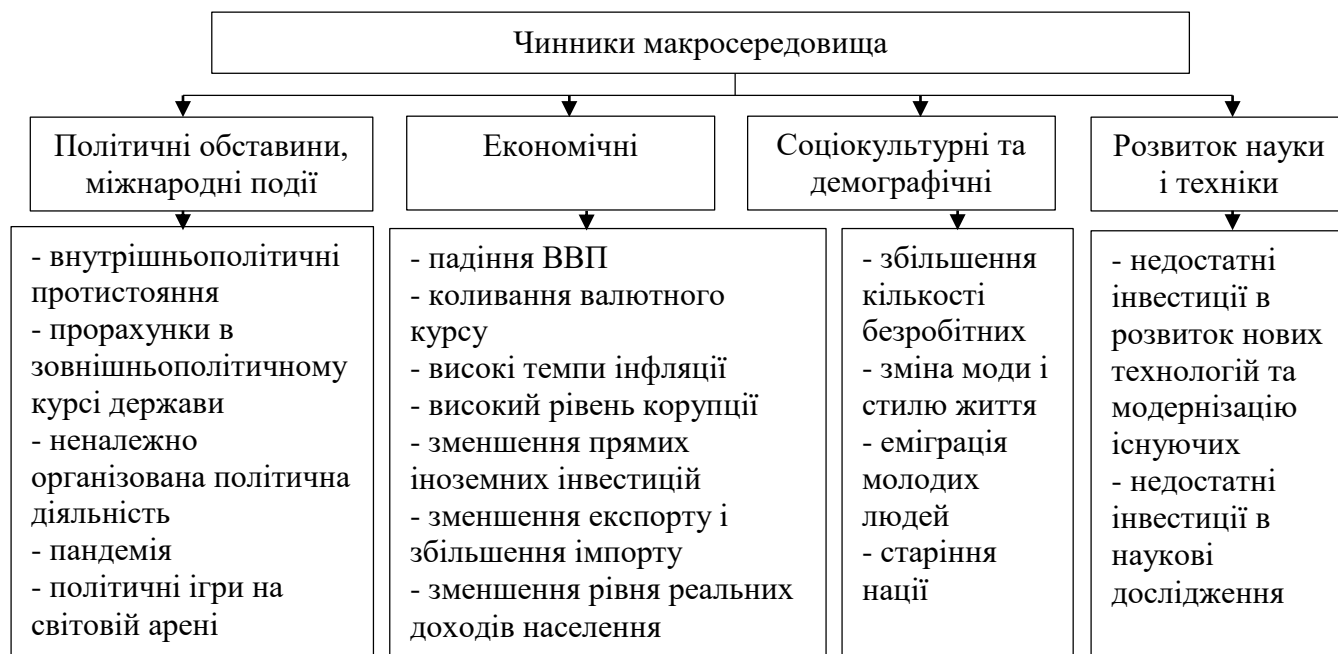 Чинники макросередовища
Політичні обставини,
міжнародні події
Економічні
Соціокультурні та
демографічні
Розвиток науки
і техніки
- внутрішньополітичні
протистояння
- прорахунки в
зовнішньополітичному
курсі держави
- неналежно
організована політична
діяльність
- пандемія
- політичні ігри на
світовій арені
- падіння ВВП
- коливання валютного
курсу
- високі темпи інфляції
- високий рівень корупції
- зменшення прямих
іноземних інвестицій
- зменшення експорту і
збільшення імпорту
- зменшення рівня реальних
доходів населення
- збільшення
кількості
безробітних
- зміна моди і
стилю життя
- еміграція
молодих
людей
- старіння
нації
- недостатні
інвестиції в
розвиток нових
технологій та
модернізацію
існуючих
- недостатні
інвестиції в
наукові
дослідження